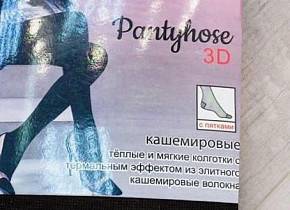 Pantyhose
3D
с пятками
кашемировые
тёплые и мягкие колготки с
термальным эффектом из элитного
кашемировые волокна